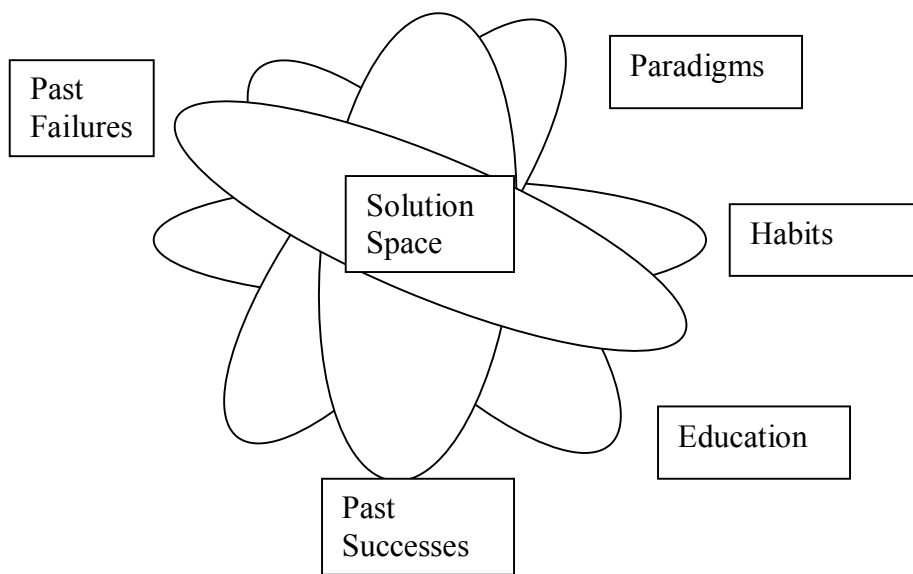 Paradigms
Past
Failures
Solution
Space
Habits
Education
Past
Successes